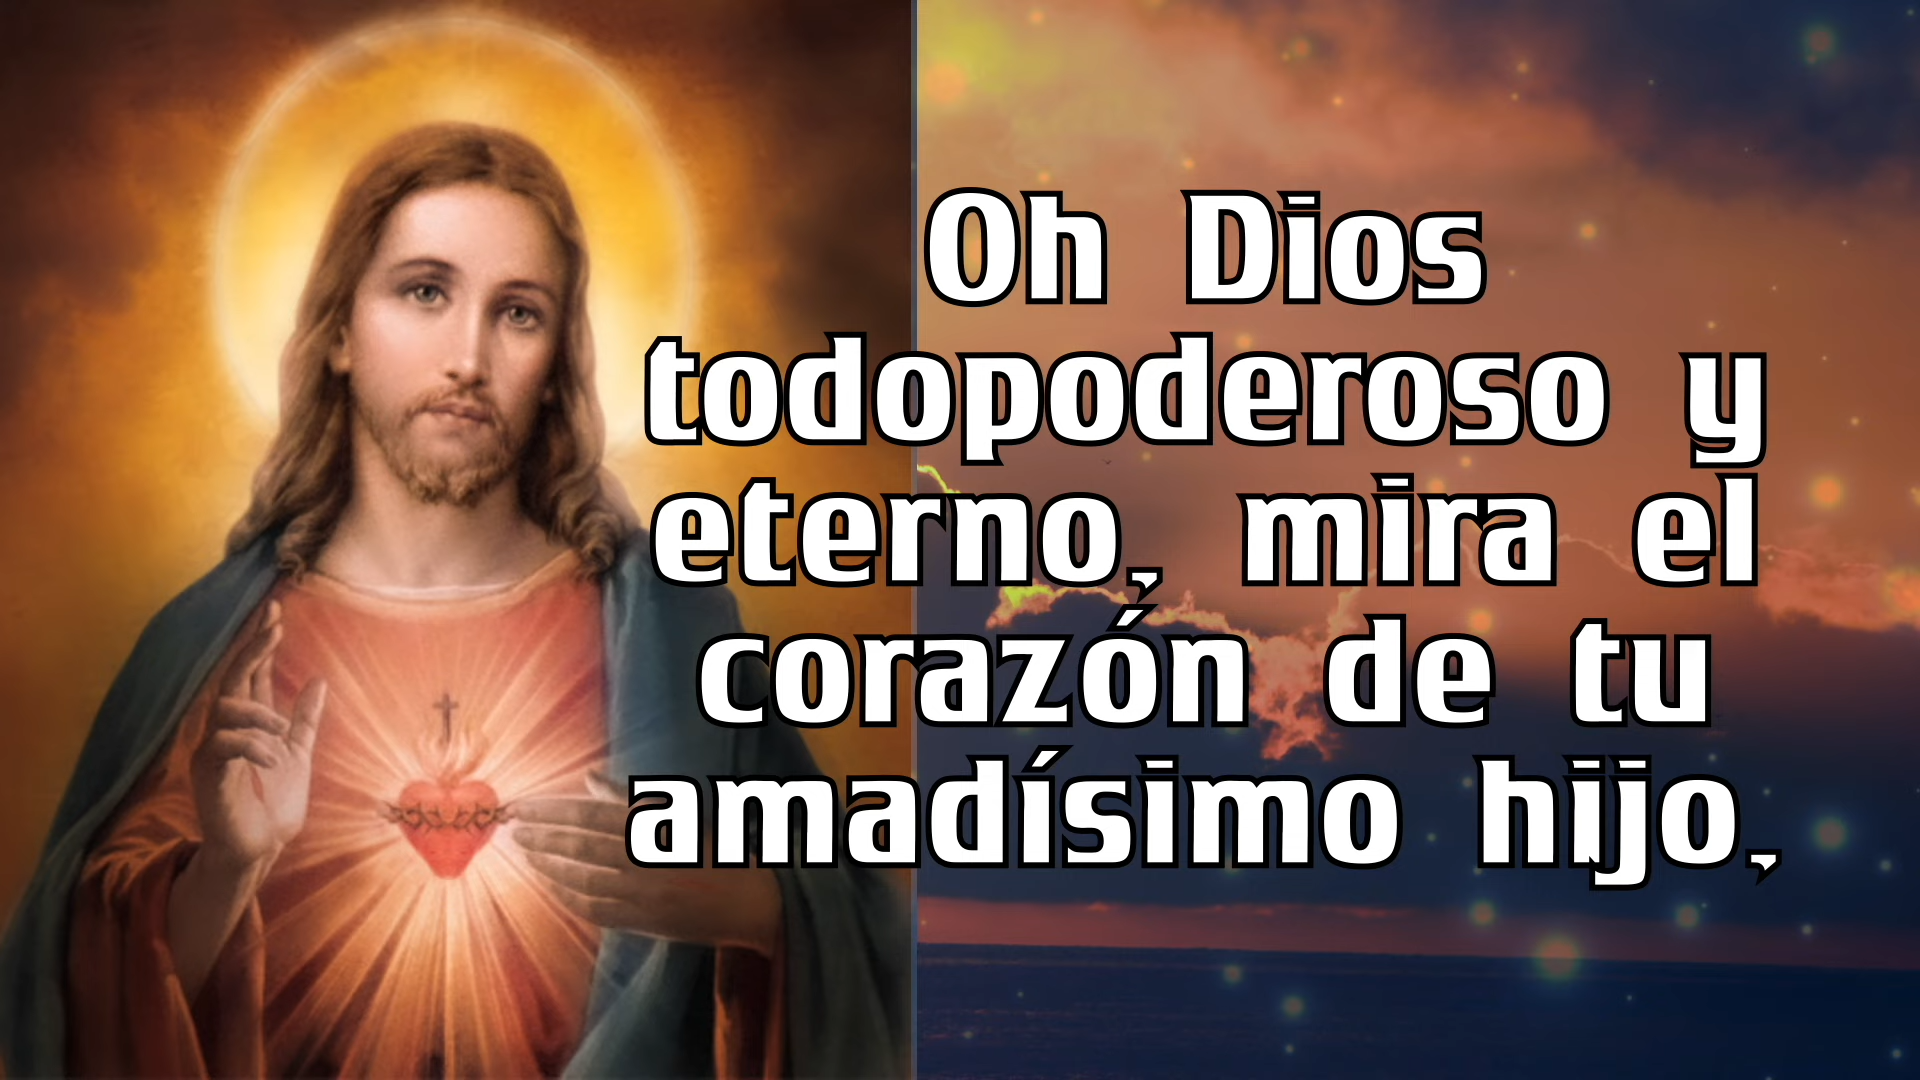 Oh Dios
todopoderoso y
eterno, mira el
corazón de tu
amadísimo hijo,